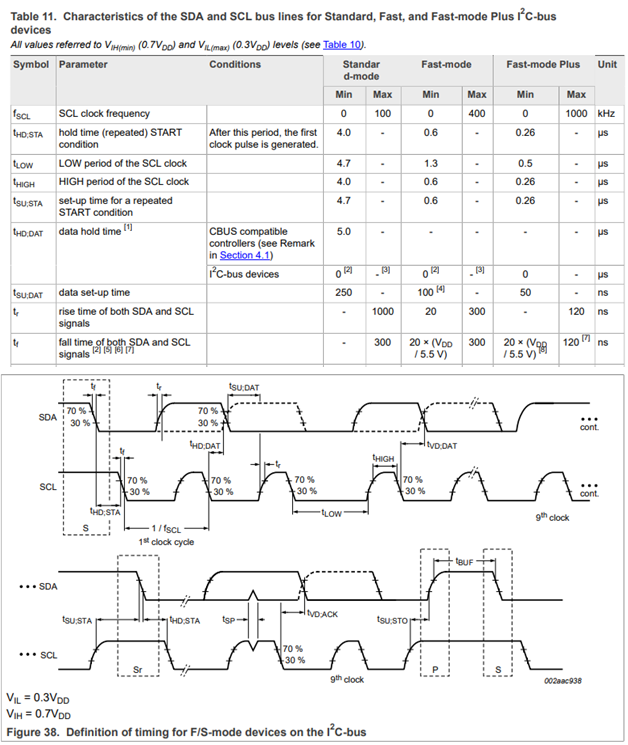 Table 11.  Characteristics of the SDA and SCL bus lines for Standard, Fast, and Fast-mode Plus I²C-bus
devices
All values referred to VIH(min) (0.7VDD) and VIL(max) (0.3VDD) levels (see Table 10).
Symbol Parameter Conditions Standar d-mode Fast-mode Fast-mode Plus Unit
Min Max Min Max Min Max
fSCL SCL clock frequency 0 100 0 400 0 1000 kHz
tHD;STA hold time (repeated) START condition After this period, the first clock pulse is generated. 4.0 - 0.6 - 0.26 - µs
tLOW LOW period of the SCL clock 4.7 - 1.3 - 0.5 - µs
tHIGH HIGH period of the SCL clock 4.0 - 0.6 - 0.26 - µs
tSU;STA set-up time for a repeated START condition 4.7 - 0.6 - 0.26 - µs
tHD;DAT data hold time [1] CBUS compatible controllers (see Remark in Section 4.1) 5.0 - - - - - µs
I²C-bus devices 0 [2] - [3] 0 [2] - [3] 0 - µs
tSU;DAT data set-up time 250 - 100 [4] - 50 - ns
tr rise time of both SDA and SCL signals - 1000 20 300 - 120 ns
tf fall time of both SDA and SCL signals [2] [5] [6] [7] - 300 20 × (VDD / 5.5 V) 300 20 × (VDD / 5.5 V) [8] 120 [7] ns
tf tr tSU;DAT
SDA 70 % 30 % 70 % 30 % cont.
tHD;DAT tVD;DAT
tf tr tHIGH
SCL 70 % 30 % 70 % 30 % 70 % 30 % 70 % 30 % cont.
tHD;STA tLOW
S 1 / fSCL 9th clock
1st clock cycle
tBUF
SDA
tSU;STA tHD;STA tSP tVD;ACK tSU;STO
SCL 70 % 30 %
Sr 9th clock P S
002aac938
VIL = 0.3VDD
VIH = 0.7VDD
Figure 38.  Definition of timing for F/S-mode devices on the I²C-bus